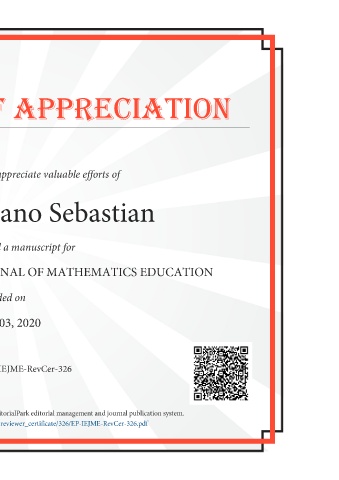 F APPRECIATION
appreciate valuable efforts of
ano Sebastian
l a manuscript for
NAL OF MATHEMATICS EDUCATION
ded on
03, 2020
IEJME-RevCer-326
itorialPark editorial management and journal publication system.
reviewer_certificate/326/EP-IEJME-RevCer-326.pdf